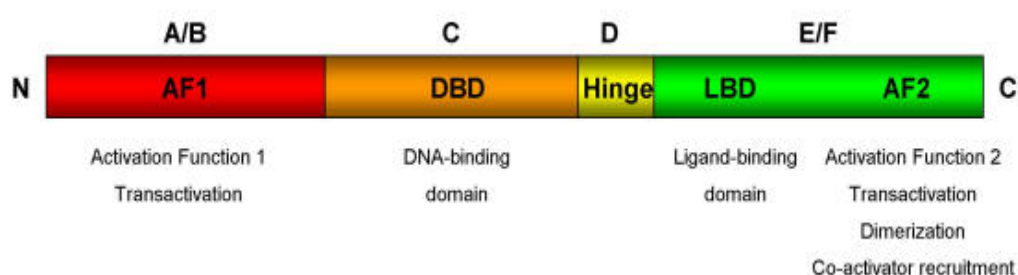 A/B C D E/F
N AF1 DBD Hinge LBD AF2 C
Activation Function 1 DNA-binding Ligand-binding Activation Function 2
Transactivation domain domain Transactivation
Dimerization
Co-activator recruitment